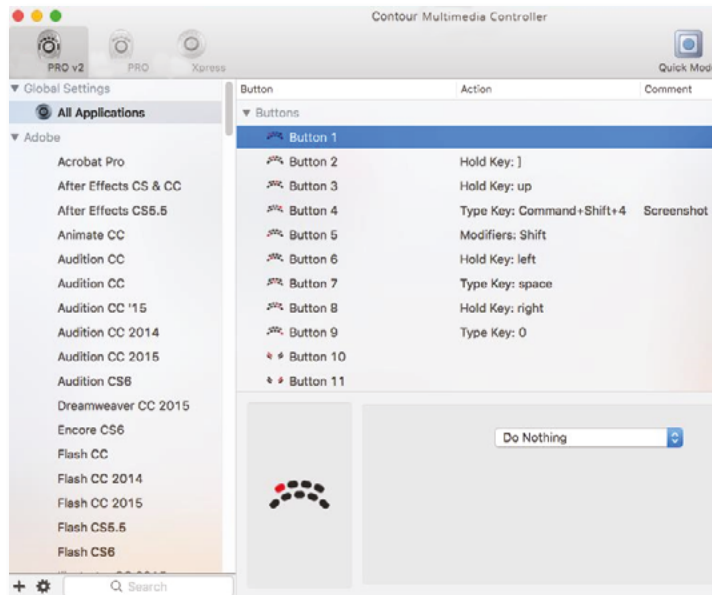 Contour Multimedia Controller
PRO v2 PRO Xpress Quick Mod
Global Settings
All Applications
Adobe
Acrobat Pro
After Effects CS & CC
After Effects CS5.5
Animate CC
Audition CC
Audition CC
Audition CC '15
Audition CC 2014
Audition CC 2015
Audition CS6
Dreamweaver CC 2015
Encore CS6
Flash CC
Flash CC 2014
Flash CC 2015
Flash CS5.5
Flash CS6
Search
Button Action Comment
Buttons
Button 1
Button 2 Hold Key: ]
Button 3 Hold Key: up
Button 4 Type Key: Command+Shift+4 Screenshot
Button 5 Modifiers: Shift
Button 6 Hold Key: left
Button 7 Type Key: space
Button 8 Hold Key: right
Button 9 Type Key: O
Button 10
Button 11
Do Nothing